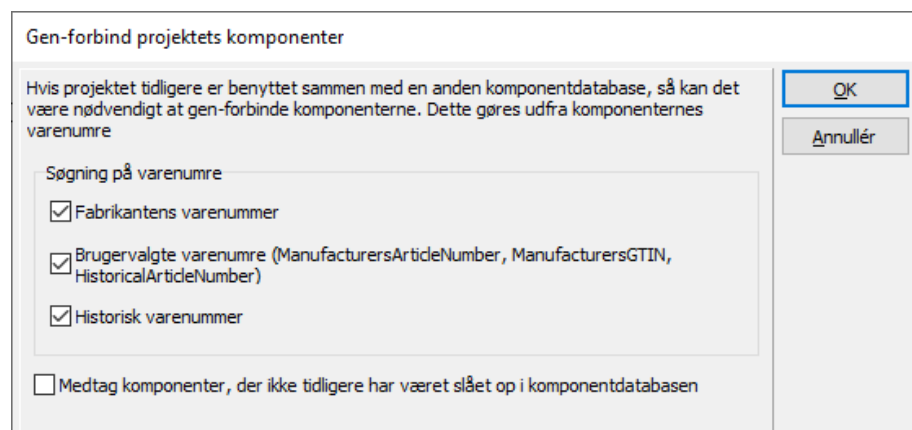 Gen-forbind projektets komponenter
Hvis projektet tidligere er benyttet sammen med en anden komponentdatabase, så kan det
være nødvendigt at gen-forbinde komponenterne. Dette gøres udfra komponenternes
varenumre
OK
Annullér
Søgning på varenumre
Fabrikantens varenummer
Brugervalgte varenumre (ManufacturersArticleNumber, ManufacturersGTIN,
HistoricalArticleNumber)
Historisk varenummer
Medtag komponenter, der ikke tidligere har været slået op i komponentdatabasen